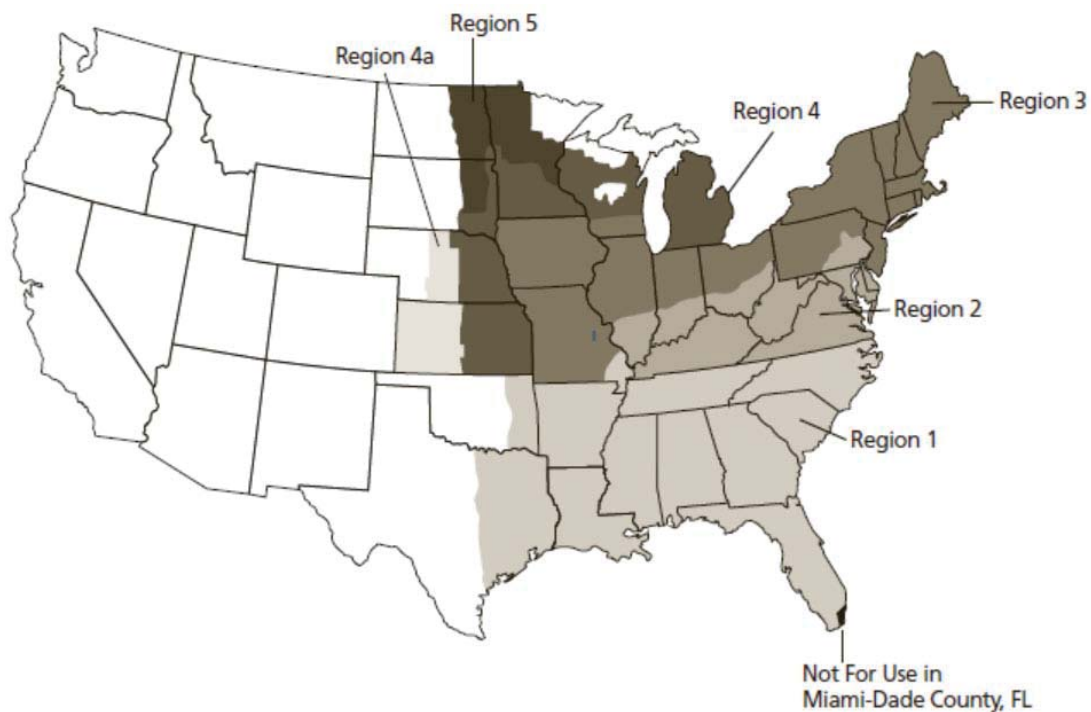 Region 5
Region 4a
Region 3
Region 4
Region 2
Region 1
Not For Use in
Miami-Dade County, FL